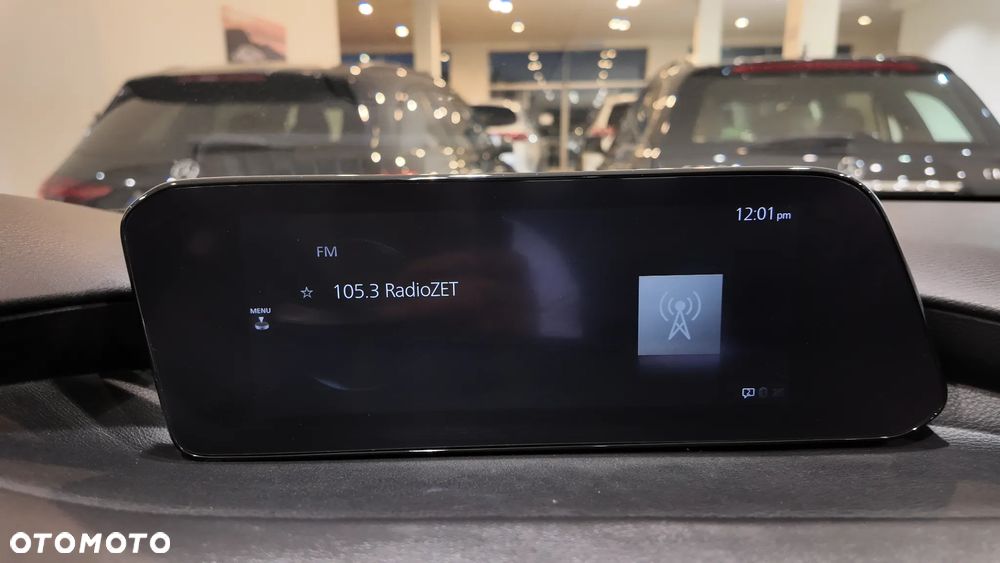 12:01 pm
FM
☆ 105.3 RadioZET
MENU
OTOMOTO